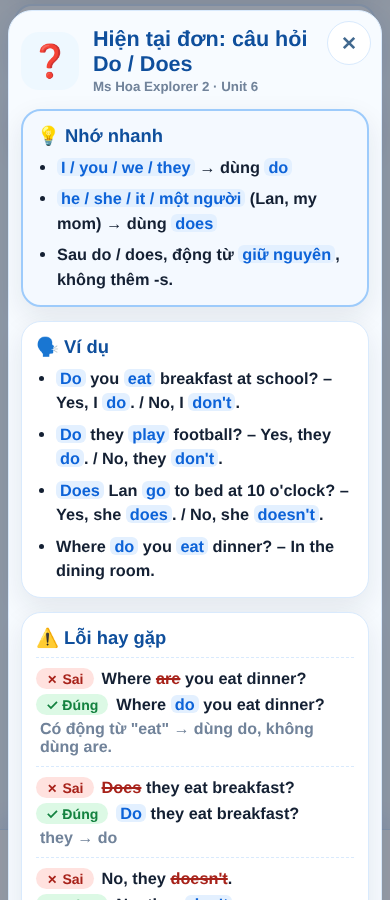 ❓ Hiện tại đơn: câu hỏi
Do / Does
Ms Hoa Explorer 2 · Unit 6
✕
💡 Nhớ nhanh
• I / you / we / they → dùng do
• he / she / it / một người (Lan, my
mom) → dùng does
• Sau do / does, động từ giữ nguyên ,
không thêm -s.
🗣️ Ví dụ
• Do you eat breakfast at school? –
Yes, I do . / No, I don't .
• Do they play football? – Yes, they
do . / No, they don't .
• Does Lan go to bed at 10 o'clock? –
Yes, she does . / No, she doesn't .
• Where do you eat dinner? – In the
dining room.
⚠️ Lỗi hay gặp
✕ Sai Where are you eat dinner?
✓ Đúng Where do you eat dinner?
Có động từ "eat" → dùng do, không
dùng are.
✕ Sai Does they eat breakfast?
✓ Đúng Do they eat breakfast?
they → do
✕ Sai No, they doesn't.